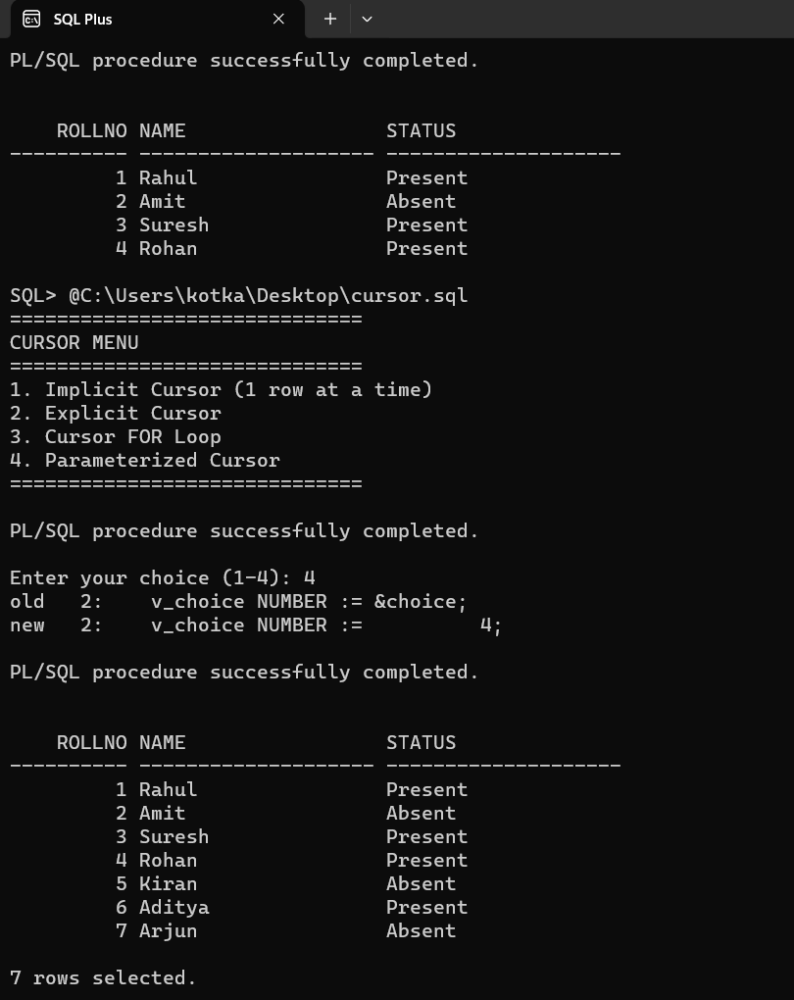 SQL Plus
PL/SQL procedure successfully completed.
    ROLLNO NAME                 STATUS
---------- -------------------- --------------------
         1 Rahul                Present
         2 Amit                 Absent
         3 Suresh               Present
         4 Rohan                Present
SQL> @C:\Users\kotka\Desktop\cursor.sql
==============================
CURSOR MENU
==============================
1. Implicit Cursor (1 row at a time)
2. Explicit Cursor
3. Cursor FOR Loop
4. Parameterized Cursor
==============================
PL/SQL procedure successfully completed.
Enter your choice (1-4): 4
old   2:    v_choice NUMBER := &choice;
new   2:    v_choice NUMBER :=          4;
PL/SQL procedure successfully completed.
    ROLLNO NAME                 STATUS
---------- -------------------- --------------------
         1 Rahul                Present
         2 Amit                 Absent
         3 Suresh               Present
         4 Rohan                Present
         5 Kiran                Absent
         6 Aditya               Present
         7 Arjun                Absent
7 rows selected.